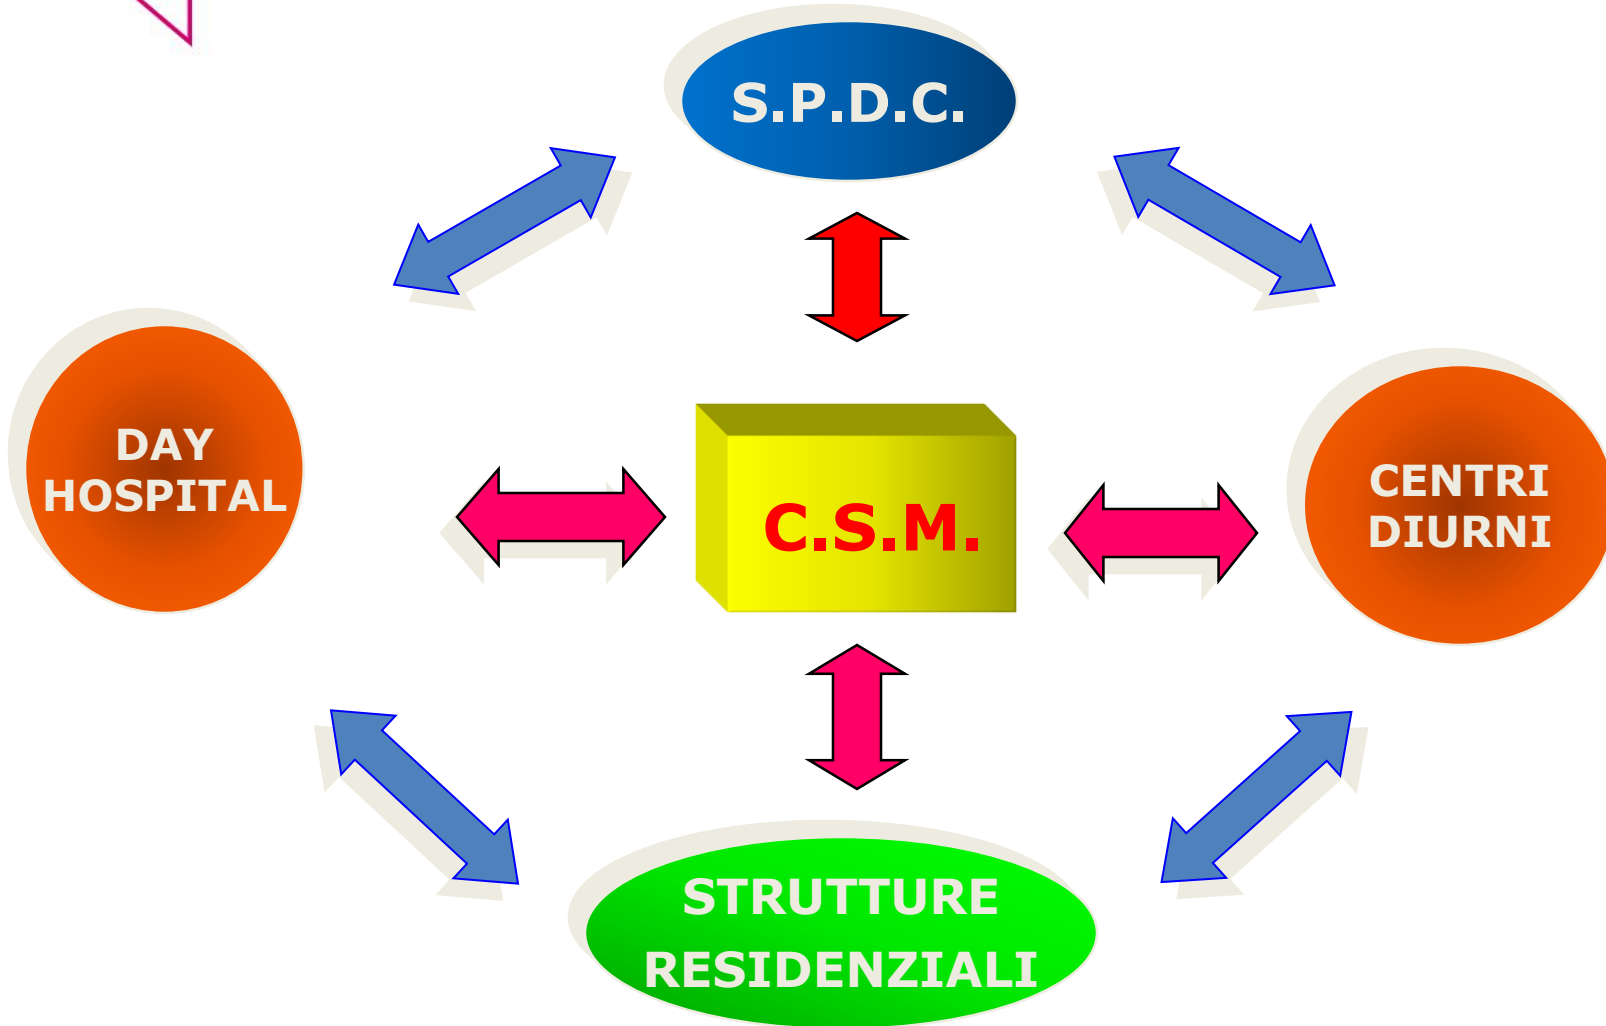 S.P.D.C.
DAY
HOSPITAL
C.S.M.
CENTRI
DIURNI
STRUTTURE
RESIDENZIALI